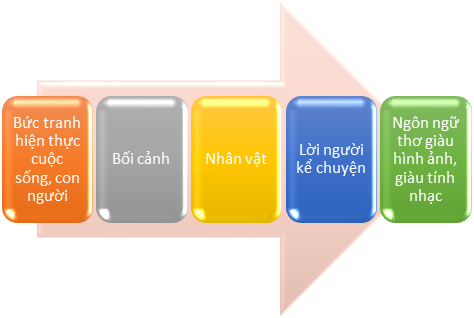 Bức tranh
hiện thực
cuộc
sống, con
người
Bối cảnh
Nhân vật
Lời người
kể chuyện
Ngôn ngữ
thơ giàu
hình ảnh,
giàu tính
nhạc